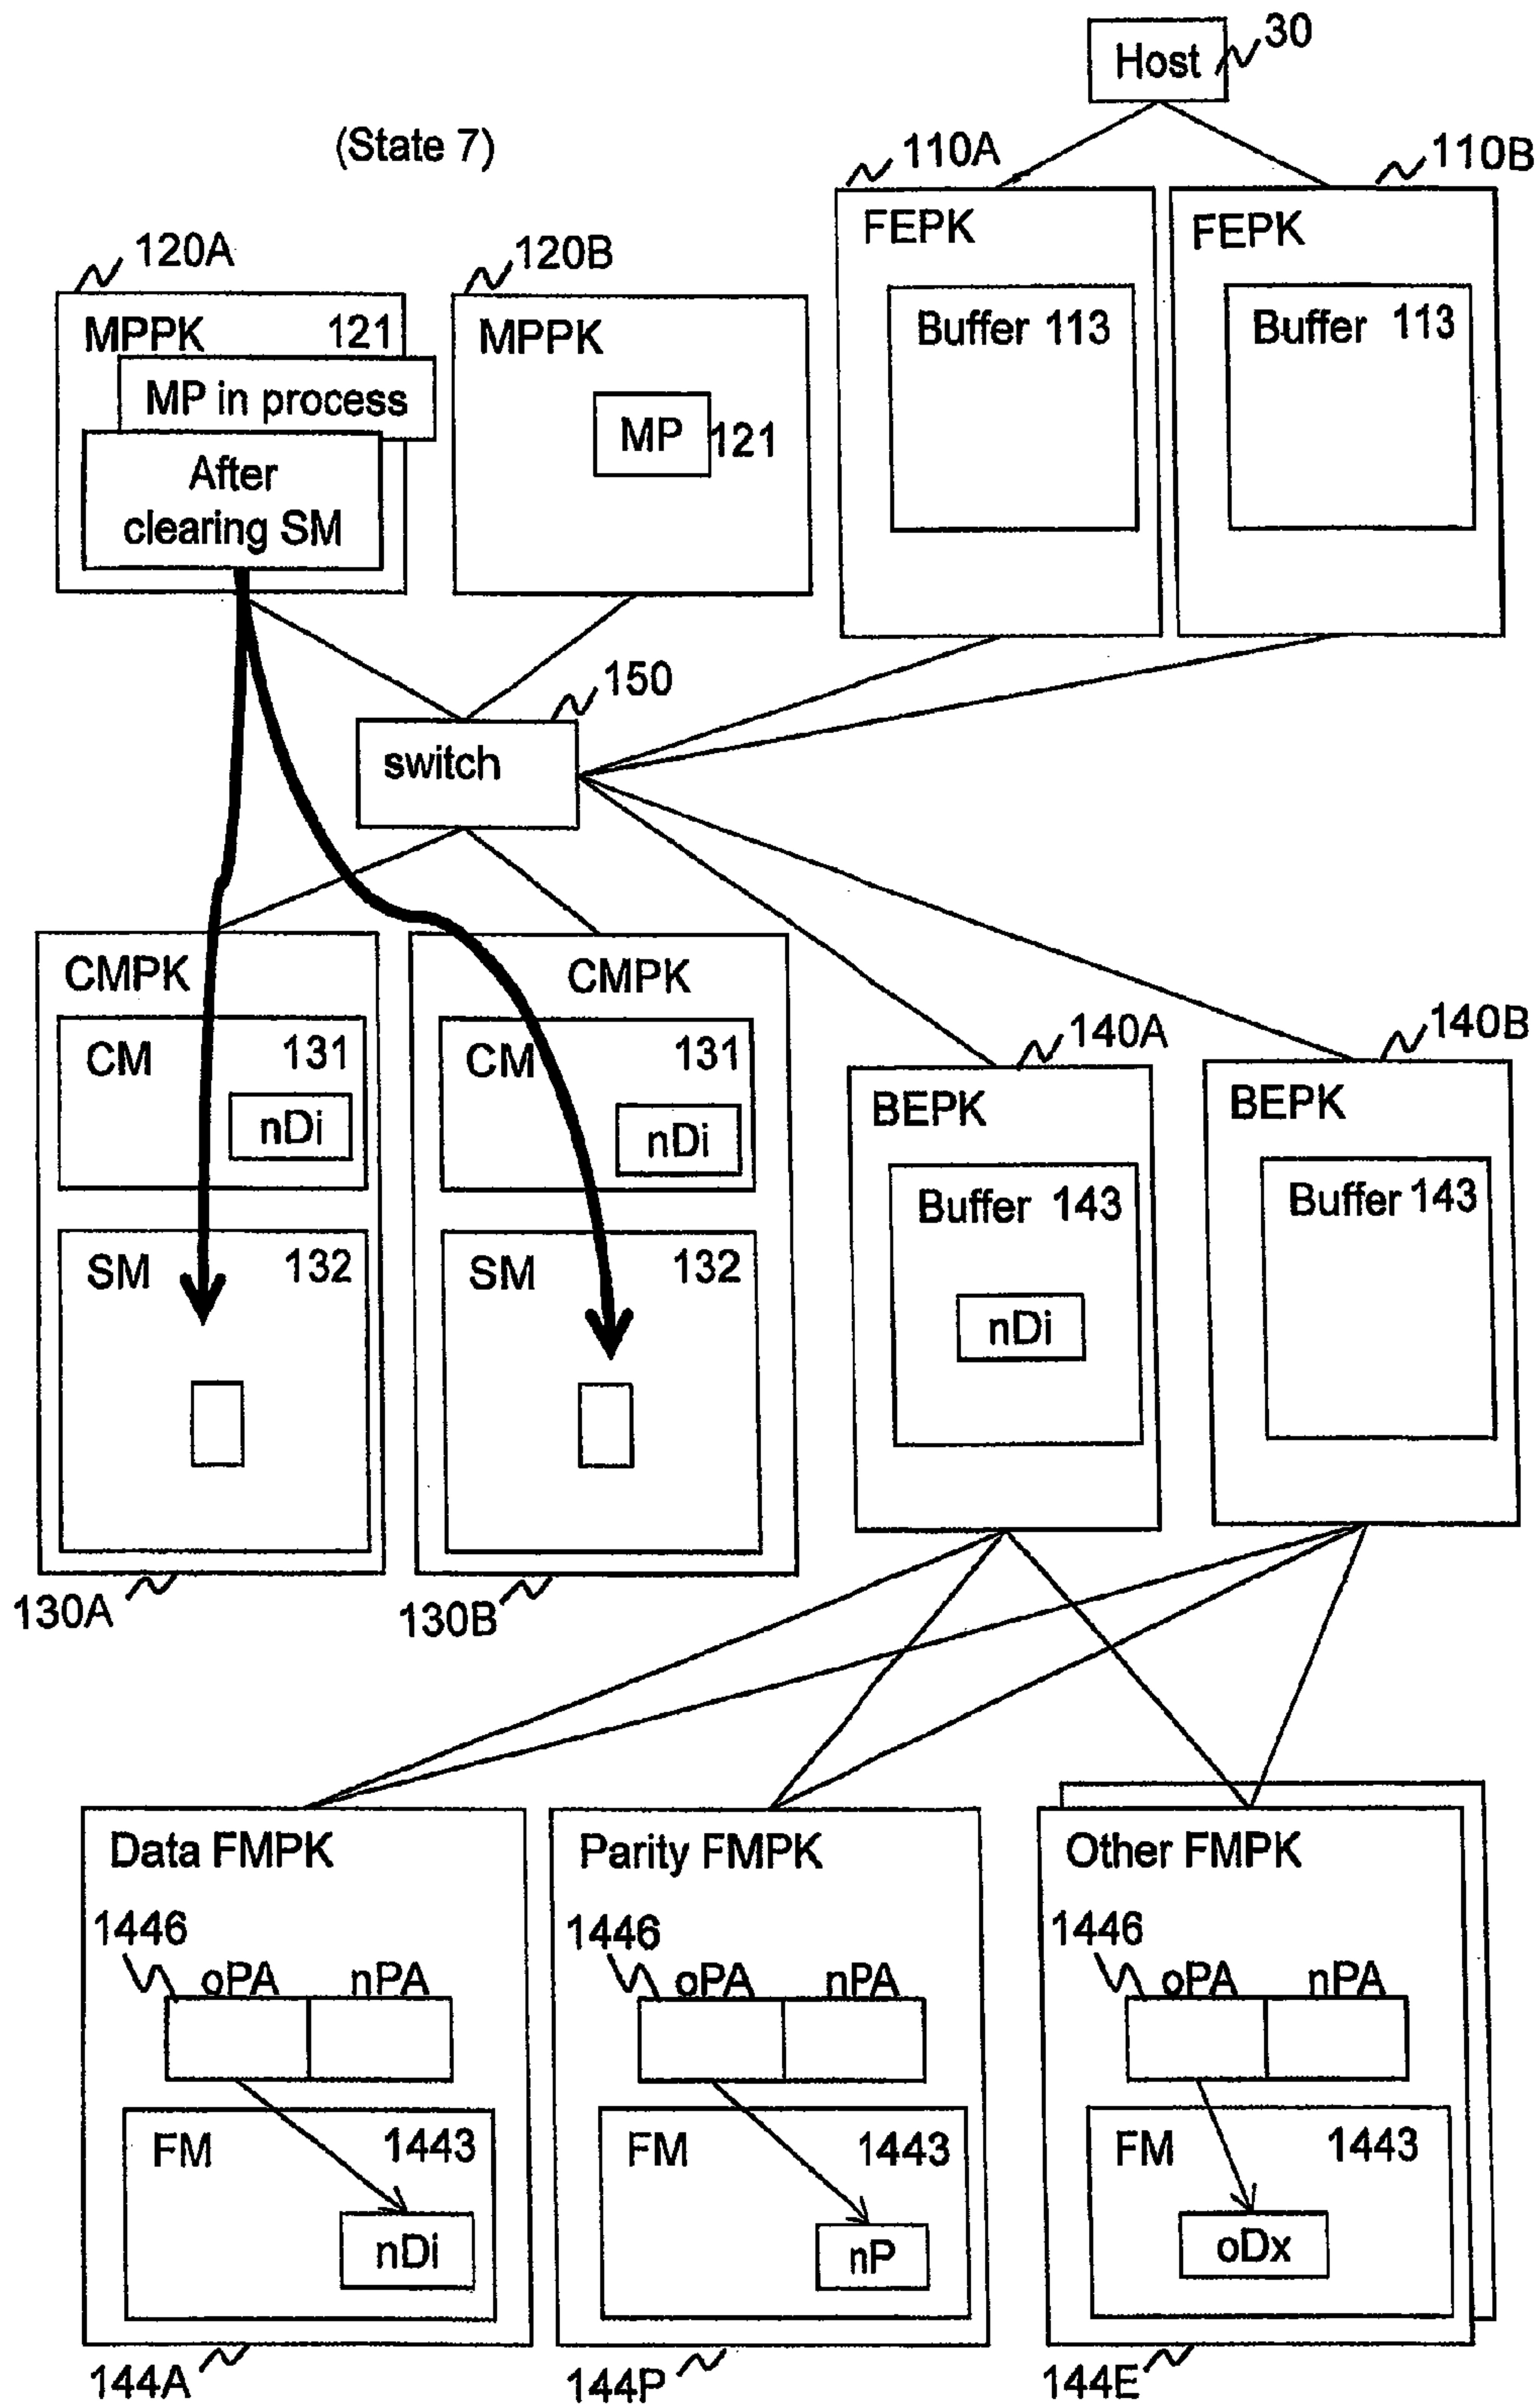 Host
30
(State 7)
110A
110B
FEPK
FEPK
120A
120B
MPPK
121
MPPK
Buffer 113
Buffer 113
MP in process
MP
121
After
clearing SM
150
switch
CMPK
CMPK
CM
131
CM
131
140A
140B
nDi
nDi
BEPK
BEPK
Buffer 143
Buffer 143
SM
132
SM
132
nDi
130A
130B
Data FMPK
Parity FMPK
Other FMPK
1446
1446
1446
oPA
nPA
oPA
nPA
oPA
nPA
FM
1443
FM
1443
FM
1443
nDi
nP
oDx
144A
144P
144E